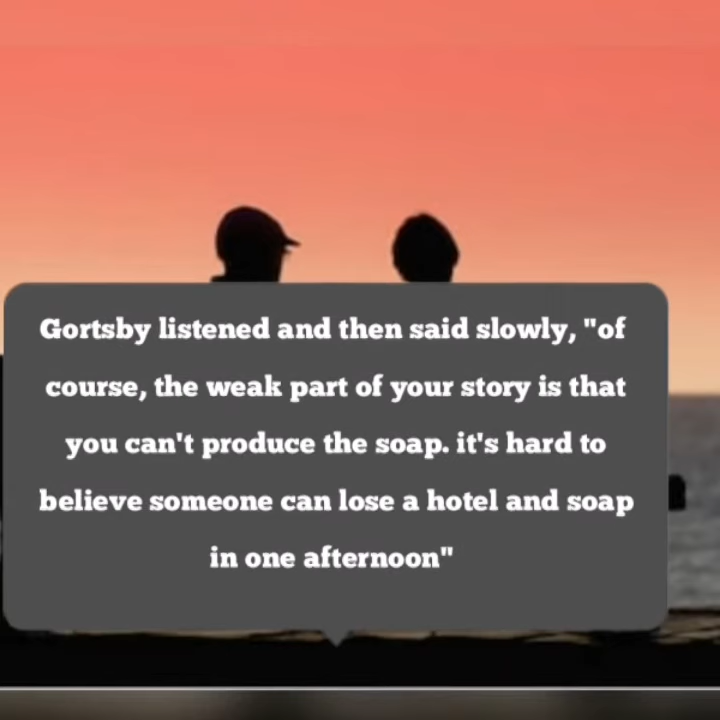 Gortsby listened and then said slowly, "of
course, the weak part of your story is that
you can't produce the soap. it's hard to
believe someone can lose a hotel and soap
in one afternoon"